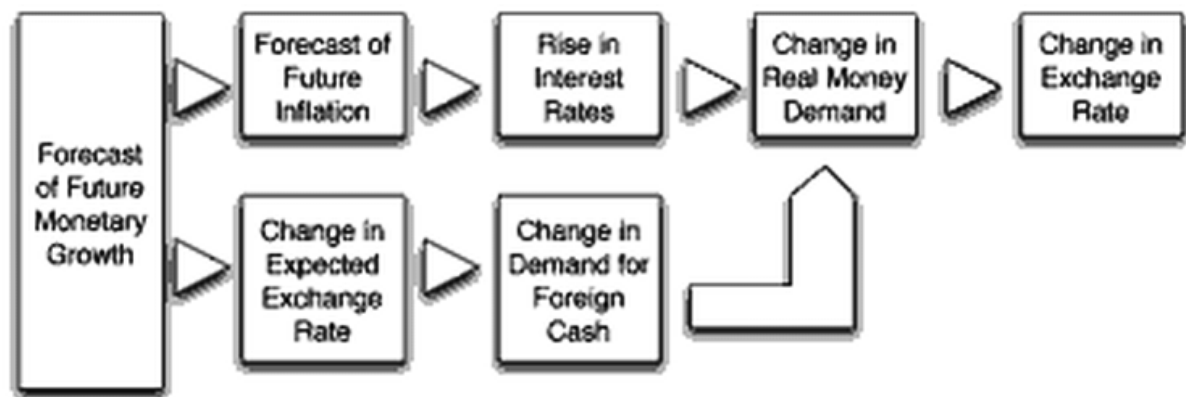 Forecast
of Future
Monetary
Growth
Forecast of
Future
Inflation
Rise in
Interest
Rates
Change in
Real Money
Demand
Change in
Exchange
Rate
Change in
Expected
Exchange
Rate
Change in
Demand for
Foreign
Cash